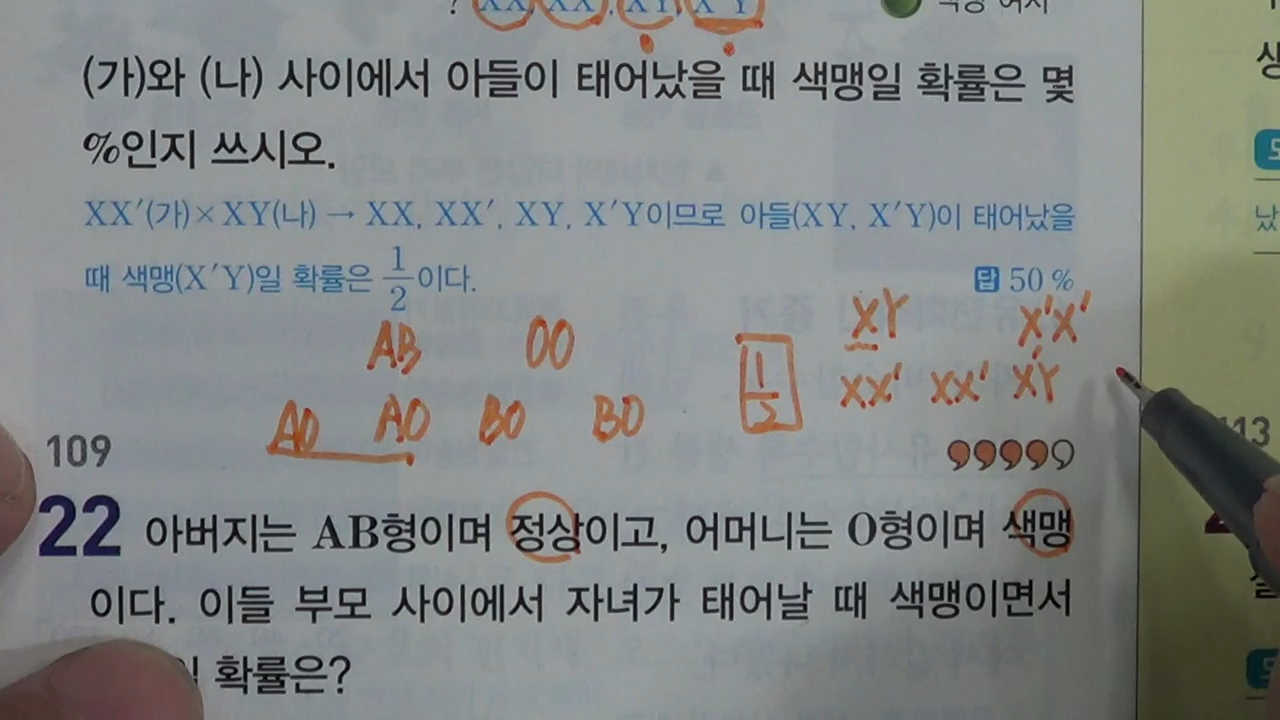 ? XX, XX', XY, X'Y
(가)와 (나) 사이에서 아들이 태어났을 때 색맹일 확률은 몇
%인지 쓰시오.
XX′(가)×XY(나) → XX, XX′, XY, X′Y이므로 아들(XY, X′Y)이 태어났을
때 색맹(X′Y)일 확률은 1/2이다. 답 50 %
AB OO 1/2 XY X'X'
AO AO BO BO XX' XX' X'Y
109
22 아버지는 AB형이며 정상이고, 어머니는 O형이며 색맹
이다. 이들 부모 사이에서 자녀가 태어날 때 색맹이면서
확률은?
생
났
13